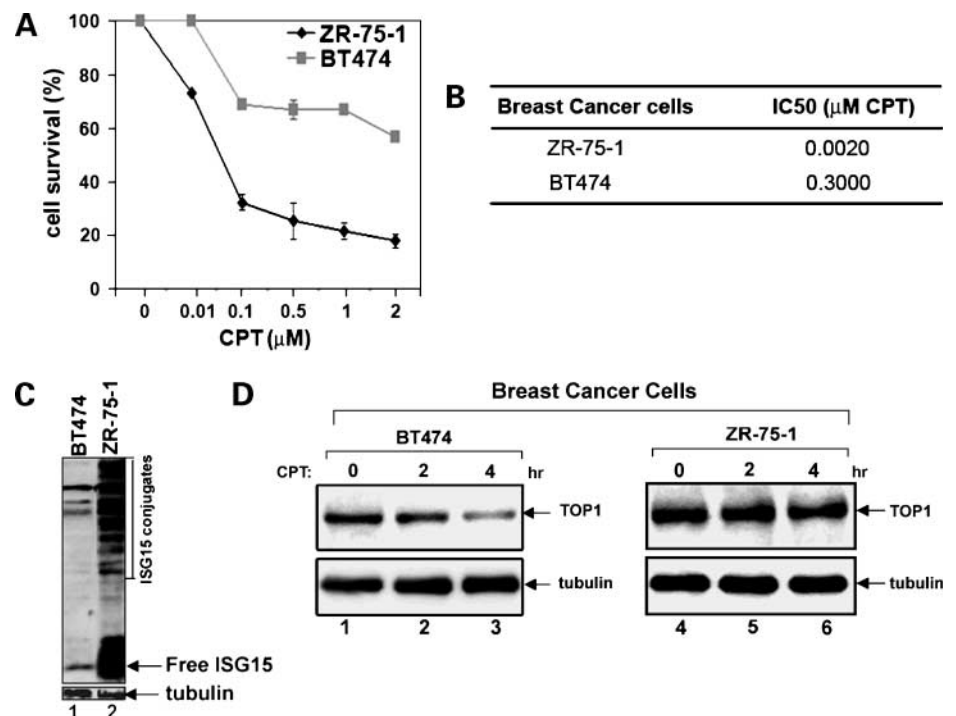 A
100
80
60
40
20
0
cell survival (%)
ZR-75-1
BT474
0 0.01 0.1 0.5 1 2
CPT (μM)
B
Breast Cancer cells IC50 (μM CPT)
ZR-75-1 0.0020
BT474 0.3000
C
BT474
ZR-75-1
ISG15 conjugates
Free ISG15
tubulin
1 2
D
Breast Cancer Cells
BT474
CPT: 0 2 4 hr
TOP1
tubulin
1 2 3
ZR-75-1
0 2 4 hr
TOP1
tubulin
4 5 6